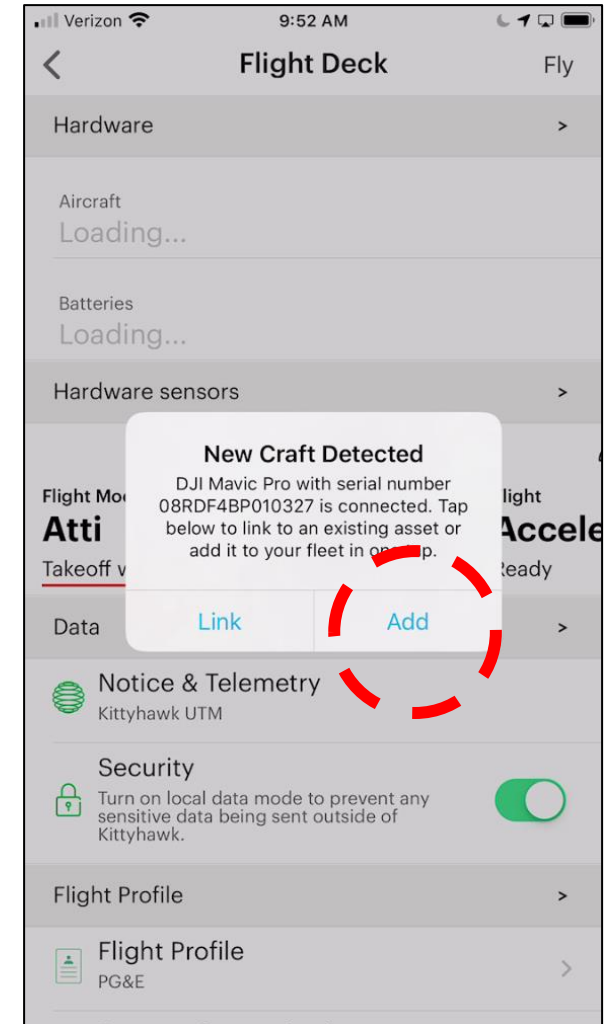 Verizon 9:52 AM
Flight Deck Fly
Hardware >
Aircraft
Loading...
Batteries
Loading...
Hardware sensors >
New Craft Detected
DJI Mavic Pro with serial number
08RDF4BP010327 is connected. Tap
below to link to an existing asset or
add it to your fleet in one tap.
Link Add
Flight Mo light
Atti Accele
Takeoff w Ready
Data >
Notice & Telemetry
Kittyhawk UTM
Security
Turn on local data mode to prevent any
sensitive data being sent outside of
Kittyhawk.
Flight Profile >
Flight Profile >
PG&E